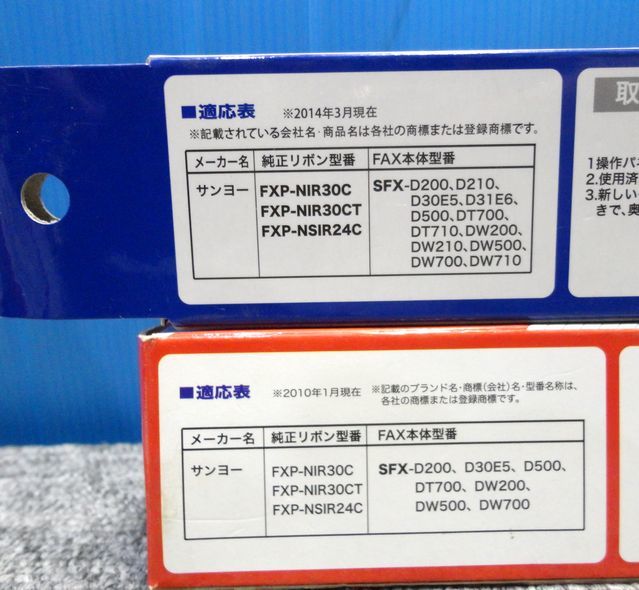 ■適応表 ※2014年3月現在
※記載されている会社名・商品名は各社の商標または登録商標です。
メーカー名 純正リボン型番 FAX本体型番
サンヨー FXP-NIR30C SFX-D200、D210、
D30E5、D31E6、
FXP-NIR30CT D500、DT700、
FXP-NSIR24C DT710、DW200、
DW210、DW500、
DW700、DW710
取
1操作パネ
2.使用済
3.新しい
きで、奥
■適応表 ※2010年1月現在 ※記載のブランド名・商標(会社)名・型番名称は、
各社の商標または登録商標です。
メーカー名 純正リボン型番 FAX本体型番
サンヨー FXP-NIR30C SFX-D200、D30E5、D500、
FXP-NIR30CT DT700、DW200、
FXP-NSIR24C DW500、DW700